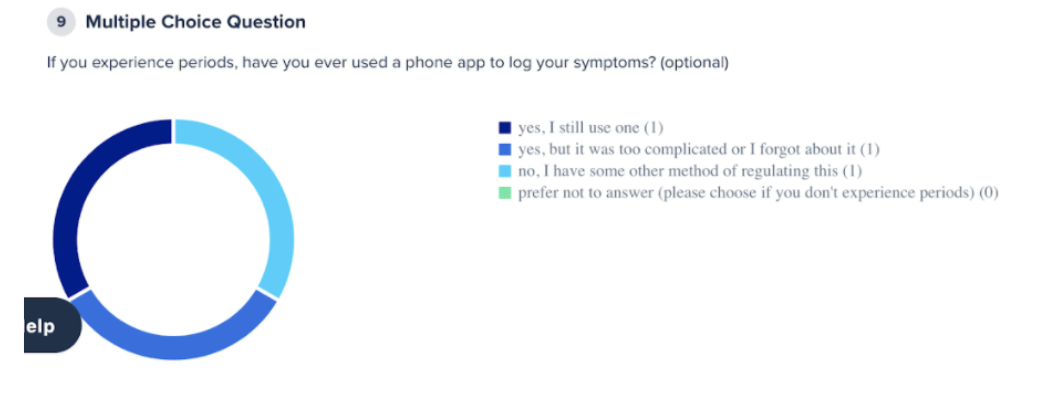 9 Multiple Choice Question
If you experience periods, have you ever used a phone app to log your symptoms? (optional)
yes, I still use one (1)
yes, but it was too complicated or I forgot about it (1)
no, I have some other method of regulating this (1)
prefer not to answer (please choose if you don't experience periods) (0)
elp